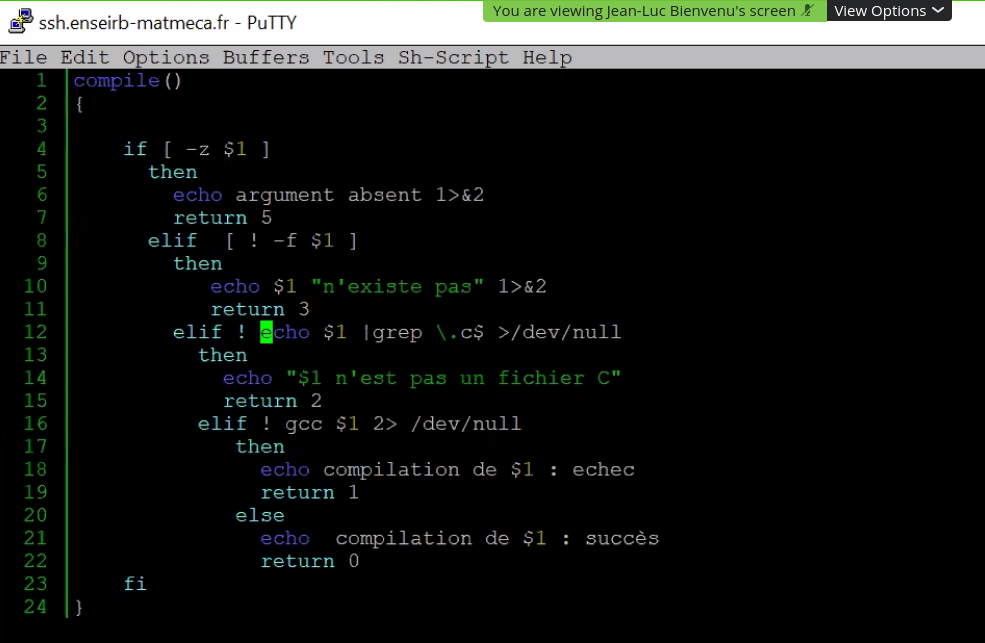 You are viewing Jean-Luc Bienvenu's screen View Options
ssh.enseirb-matmeca.fr - PuTTY
File Edit Options Buffers Tools Sh-Script Help
1 compile()
2 {
3
4 if [ -z $1 ]
5 then
6 echo argument absent 1>&2
7 return 5
8 elif [ ! -f $1 ]
9 then
10 echo $1 "n'existe pas" 1>&2
11 return 3
12 elif ! echo $1 |grep \.c$ >/dev/null
13 then
14 echo "$1 n'est pas un fichier C"
15 return 2
16 elif ! gcc $1 2> /dev/null
17 then
18 echo compilation de $1 : echec
19 return 1
20 else
21 echo compilation de $1 : succès
22 return 0
23 fi
24 }